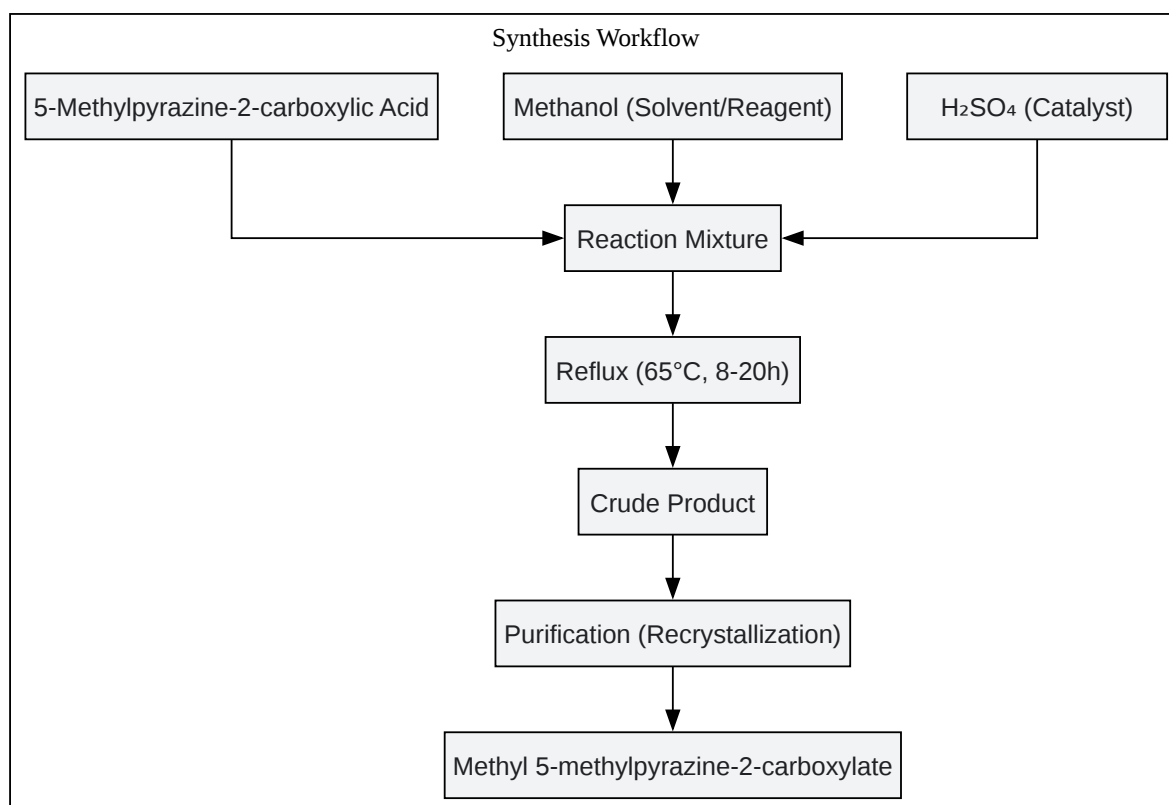 Synthesis Workflow
5-Methylpyrazine-2-carboxylic Acid
Methanol (Solvent/Reagent)
H₂SO₄ (Catalyst)
Reaction Mixture
Reflux (65°C, 8-20h)
Crude Product
Purification (Recrystallization)
Methyl 5-methylpyrazine-2-carboxylate